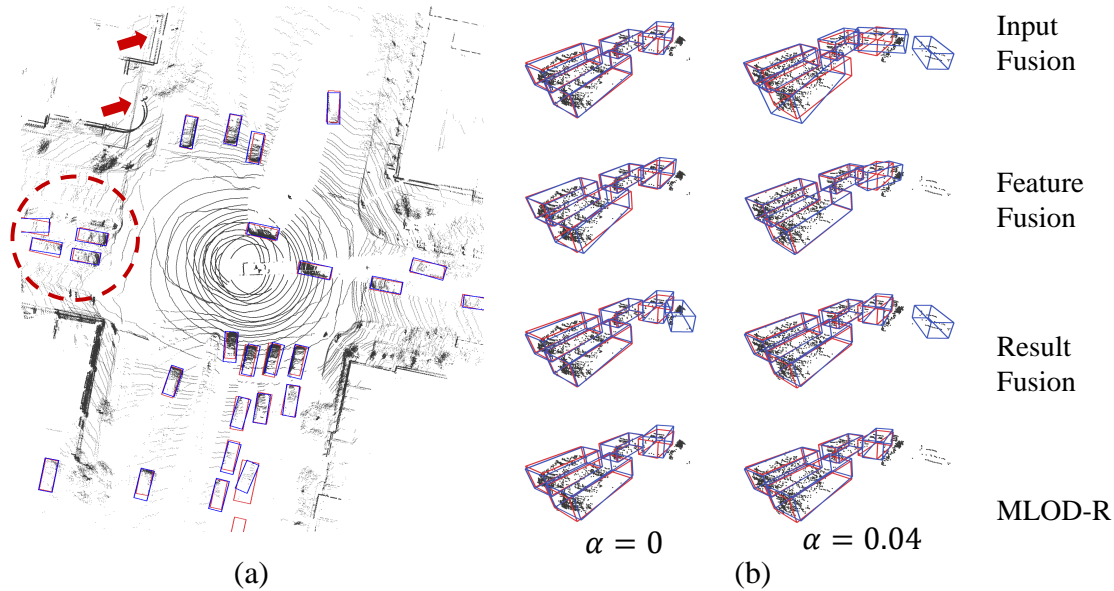 Input
Fusion
Feature
Fusion
Result
Fusion
MLOD-R
α = 0
α = 0.04
(a)
(b)